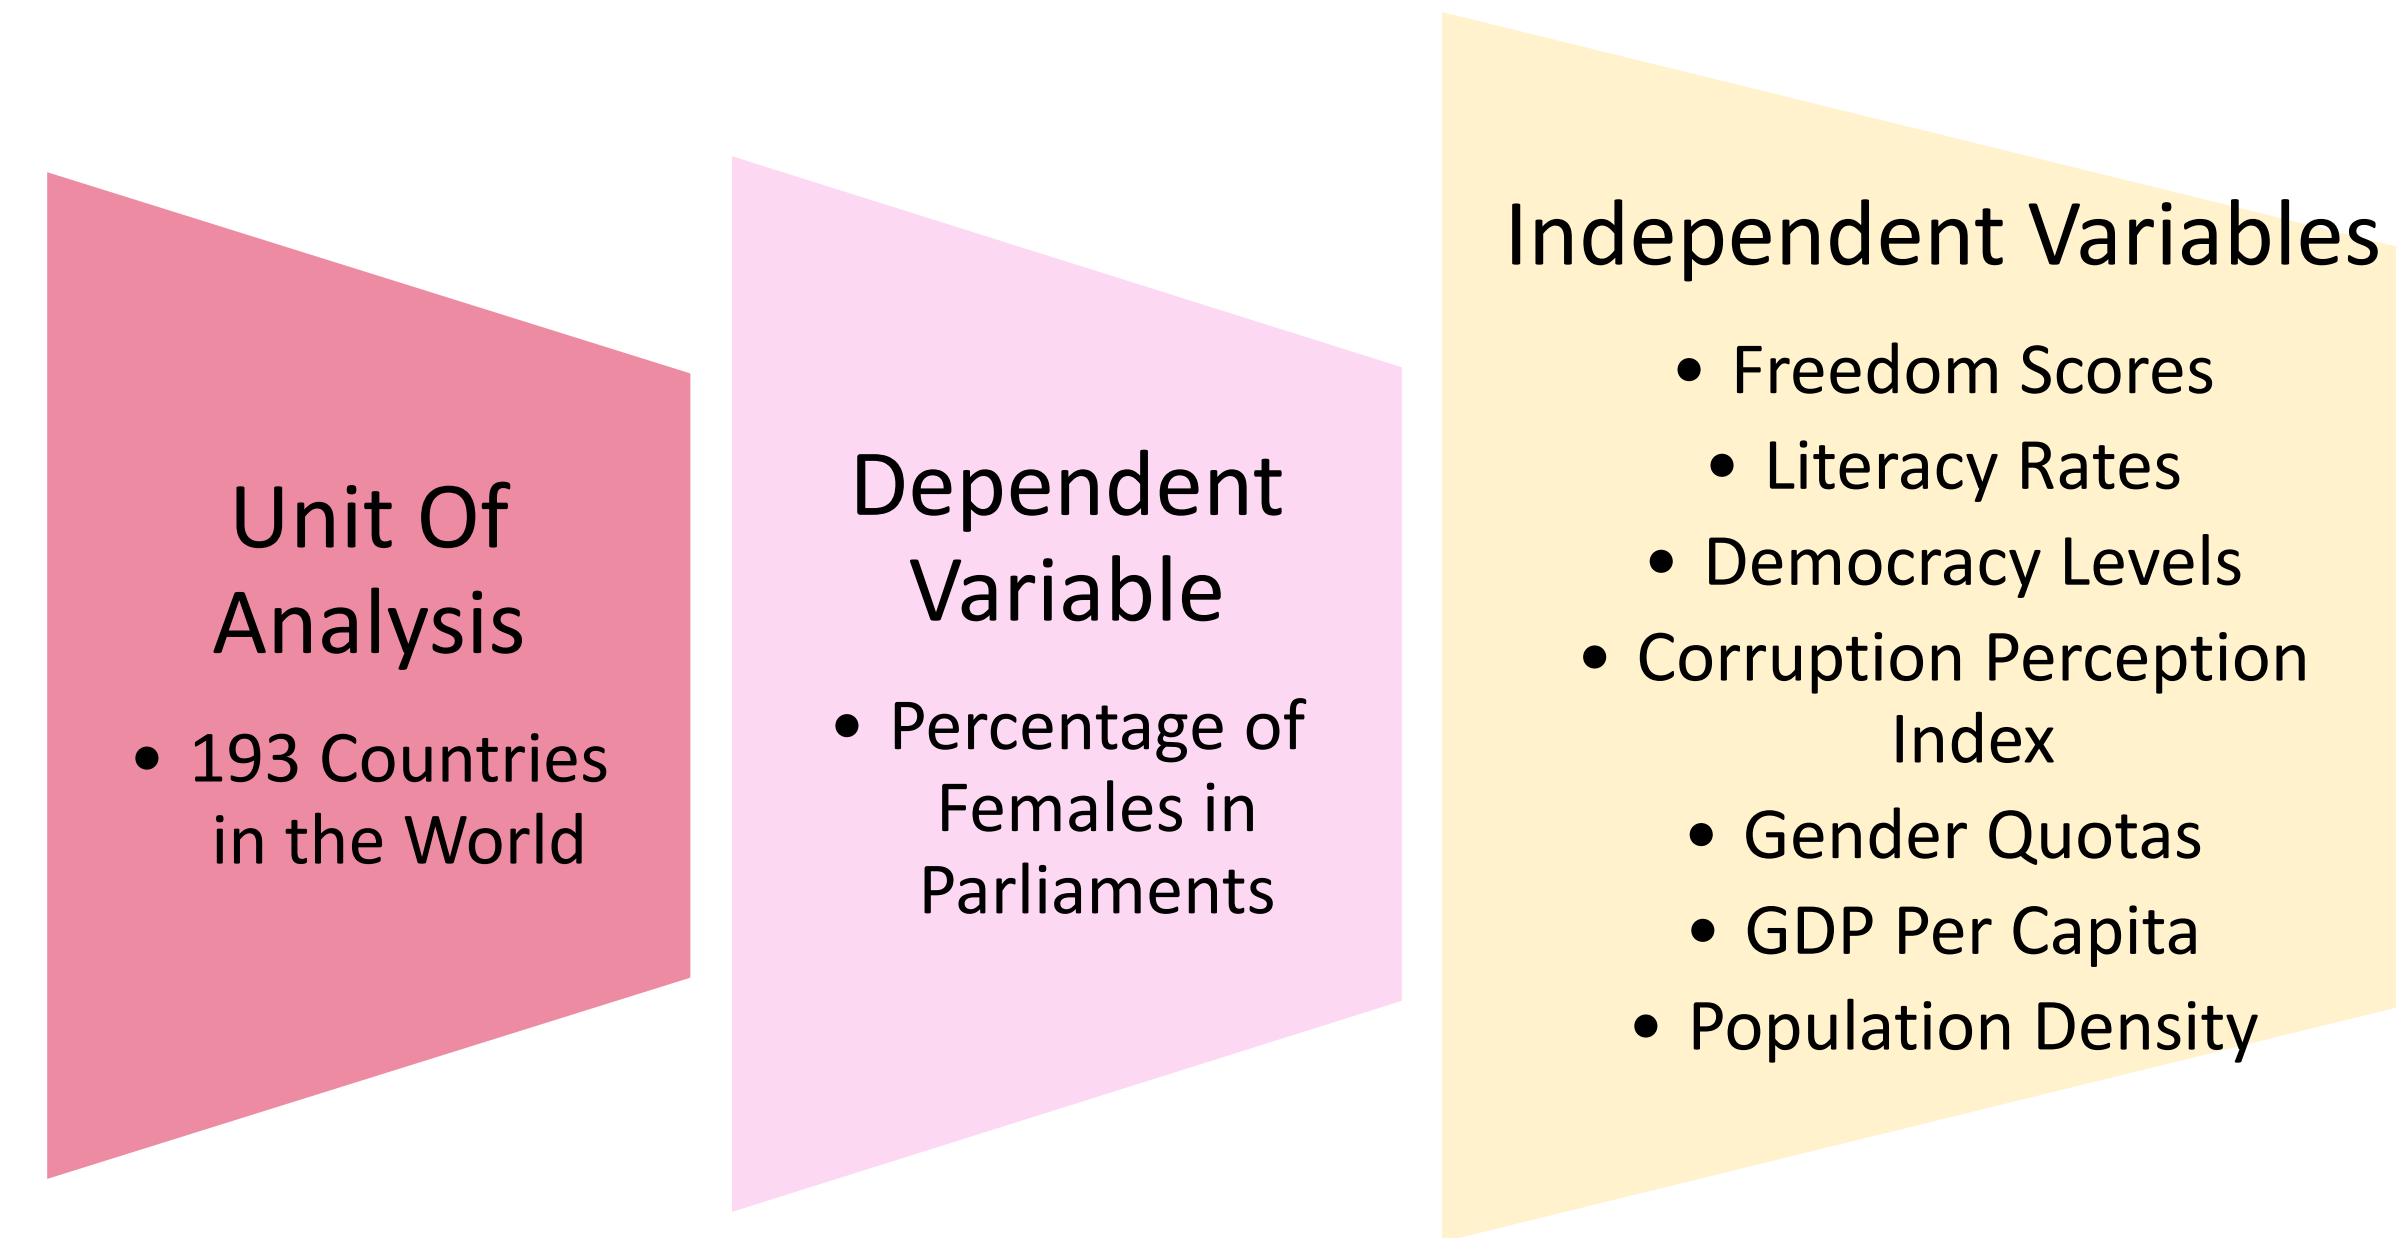 Unit Of
Analysis
• 193 Countries
in the World
Dependent
Variable
• Percentage of
Females in
Parliaments
Independent Variables
• Freedom Scores
• Literacy Rates
• Democracy Levels
• Corruption Perception
Index
• Gender Quotas
• GDP Per Capita
• Population Density